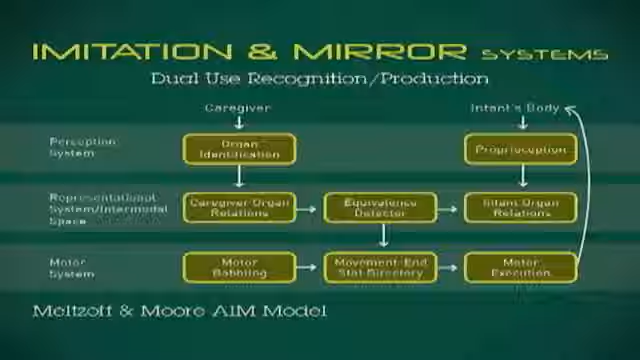 IMITATION & MIRROR SYSTEMS
Dual Use Recognition/Production
Caregiver
Infant's Body
Perception
System
Organ
Identification
Proprioception
Representational
System/Intermodal
Space
Caregiver Organ
Relations
Equivalence
Detector
Infant Organ
Relations
Motor
System
Motor
Babbling
Movement-End
Stat Directory
Motor
Execution
Meltzoff & Moore AIM Model